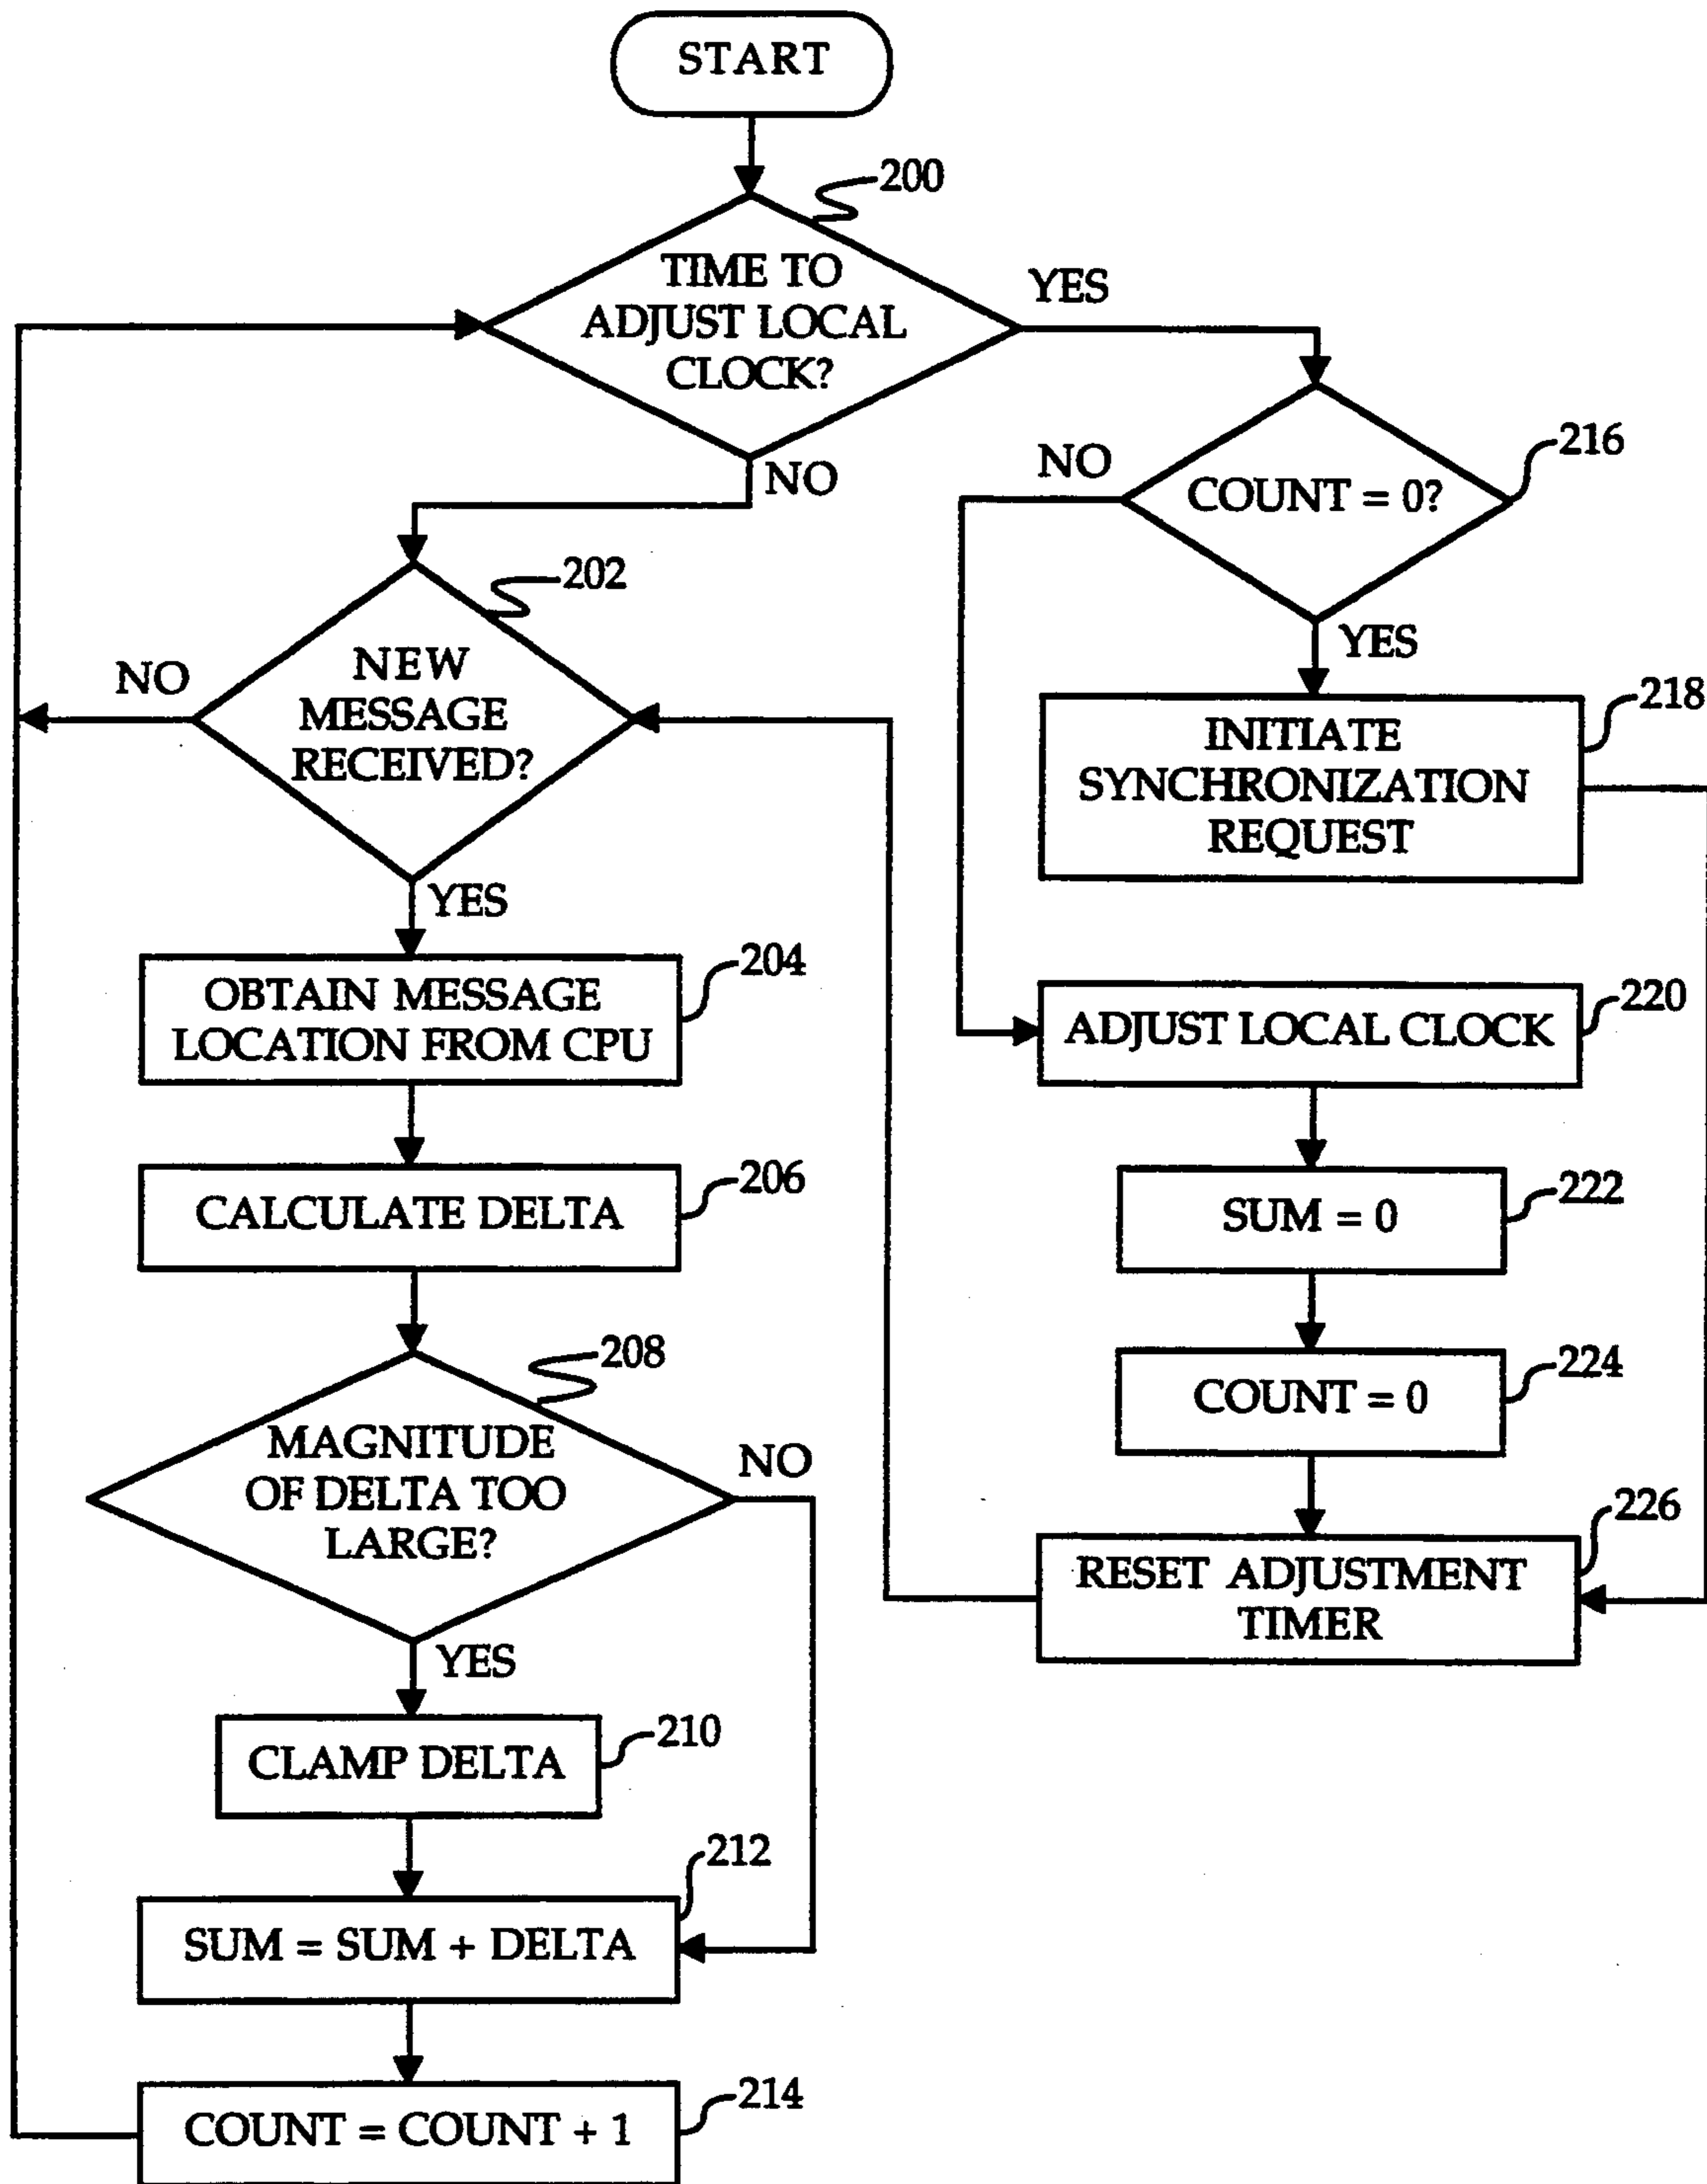 START
200
TIME TO
ADJUST LOCAL
CLOCK?
YES
NO
216
COUNT = 0?
NO
YES
202
NEW
MESSAGE
RECEIVED?
NO
YES
218
INITIATE
SYNCHRONIZATION
REQUEST
204
OBTAIN MESSAGE
LOCATION FROM CPU
220
ADJUST LOCAL CLOCK
206
CALCULATE DELTA
222
SUM = 0
208
MAGNITUDE
OF DELTA TOO
LARGE?
NO
YES
224
COUNT = 0
226
RESET ADJUSTMENT
TIMER
210
CLAMP DELTA
212
SUM = SUM + DELTA
214
COUNT = COUNT + 1